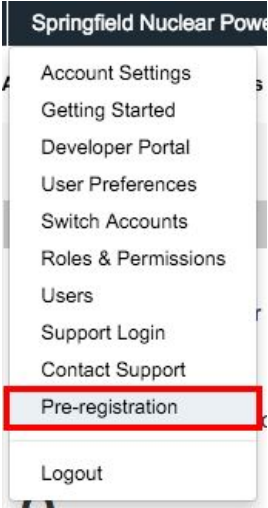 Springfield Nuclear Powe
Account Settings
Getting Started
Developer Portal
User Preferences
Switch Accounts
Roles & Permissions
Users
Support Login
Contact Support
Pre-registration
Logout